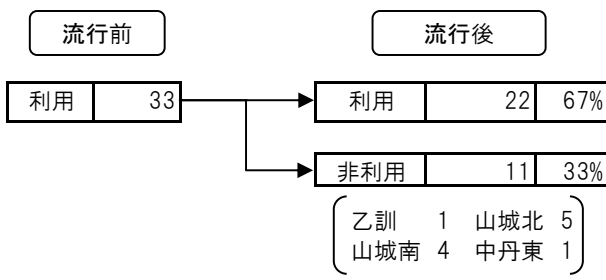 流行前 流行後
利用 33 利用 22 67%
非利用 11 33%
乙訓 1 山城北 5
山城南 4 中丹東 1